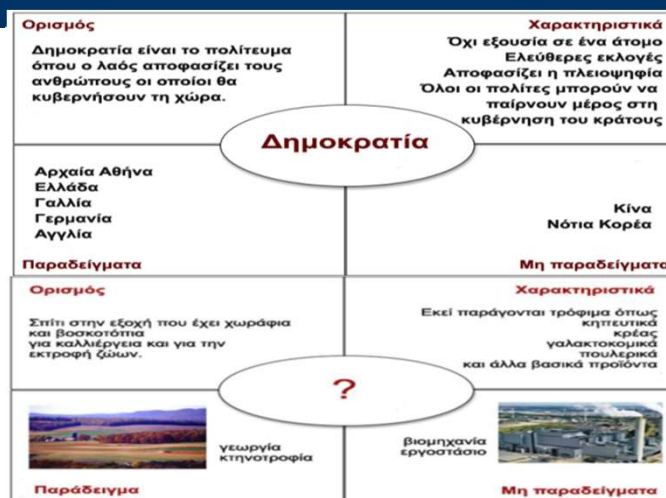 Ορισμός
Δημοκρατία είναι το πολίτευμα
όπου ο λαός αποφασίζει τους
ανθρώπους οι οποίοι θα
κυβερνήσουν τη χώρα.
Χαρακτηριστικά
Όχι εξουσία σε ένα άτομο
Ελεύθερες εκλογές
Αποφασίζει η πλειοψηφία
Όλοι οι πολίτες μπορούν να
παίρνουν μέρος στη
κυβέρνηση του κράτους
Δημοκρατία
Αρχαία Αθήνα
Ελλάδα
Γαλλία
Γερμανία
Αγγλία
Παραδείγματα
Κίνα
Νότια Κορέα
Μη παραδείγματα
Ορισμός
Σπίτι στην εξοχή που έχει χωράφια
και βοσκοτόπια
για καλλιέργεια και για την
εκτροφή ζώων.
Χαρακτηριστικά
Εκεί παράγονται τρόφιμα όπως
κηπευτικά
κρέας
γαλακτοκομικά
πουλερικά
και άλλα βασικά προϊόντα
?
γεωργία
κτηνοτροφία
Παράδειγμα
βιομηχανία
εργοστάσιο
Μη παραδείγματα